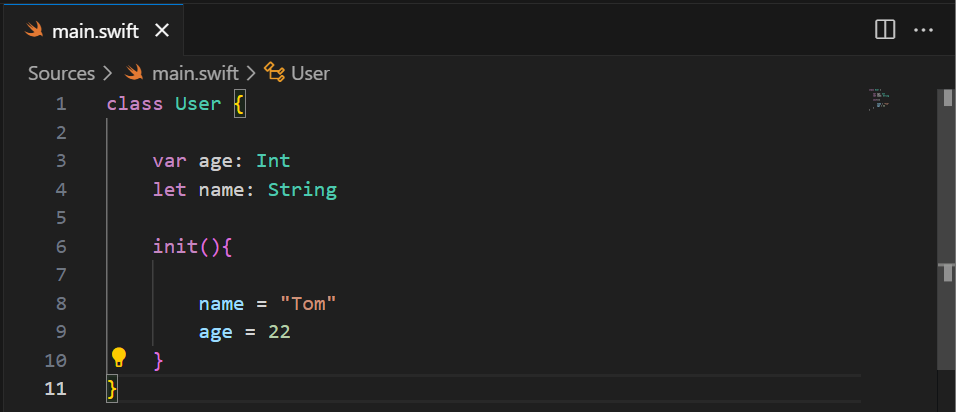 main.swift
Sources > main.swift > User
1 class User {
2
3     var age: Int
4     let name: String
5
6     init(){
7
8         name = "Tom"
9         age = 22
10     }
11 }